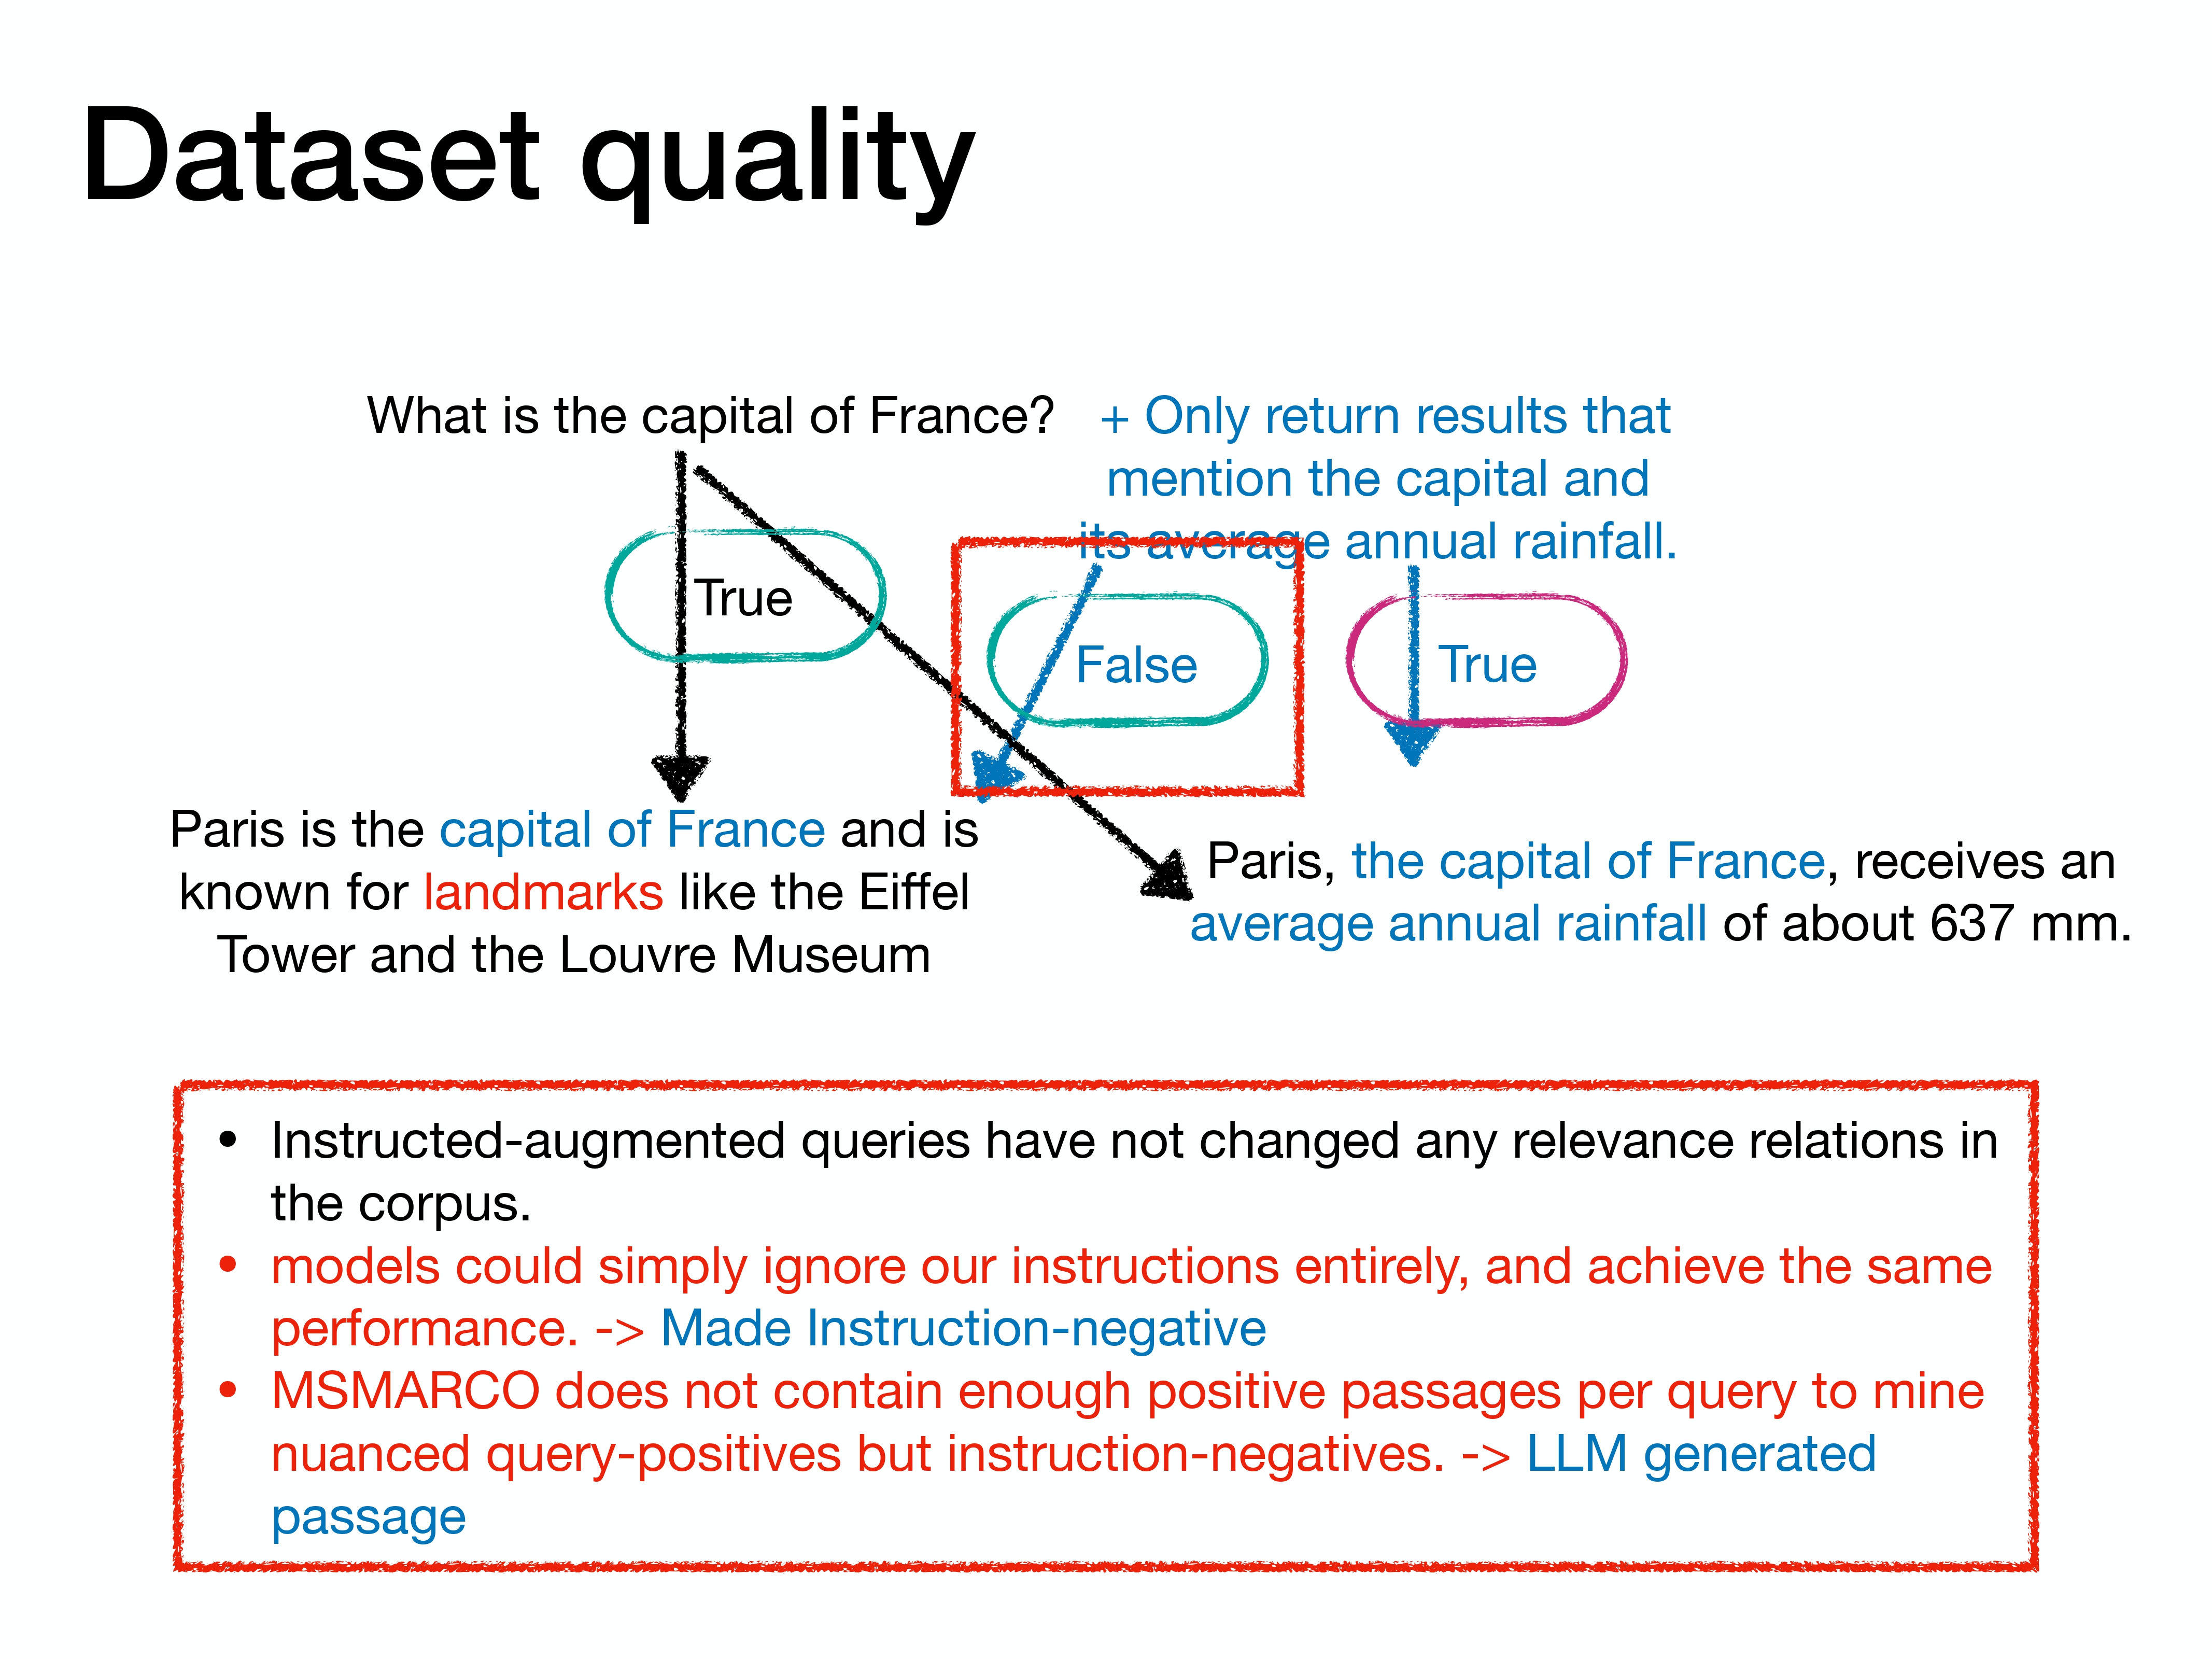 Dataset quality
What is the capital of France?
+ Only return results that
mention the capital and
its average annual rainfall.
True
False
True
Paris is the capital of France and is
known for landmarks like the Eiffel
Tower and the Louvre Museum
Paris, the capital of France, receives an
average annual rainfall of about 637 mm.
• Instructed-augmented queries have not changed any relevance relations in
the corpus.
• models could simply ignore our instructions entirely, and achieve the same
performance. -> Made Instruction-negative
• MSMARCO does not contain enough positive passages per query to mine
nuanced query-positives but instruction-negatives. -> LLM generated
passage